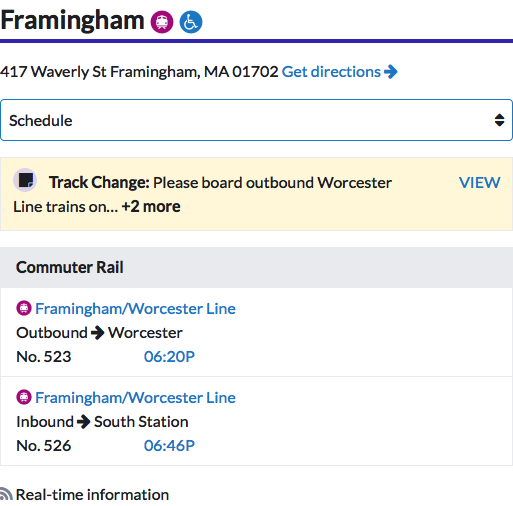 Framingham
417 Waverly St Framingham, MA 01702 Get directions
Schedule
Track Change: Please board outbound Worcester
Line trains on... +2 more
VIEW
Commuter Rail
Framingham/Worcester Line
Outbound Worcester
No. 523 06:20P
Framingham/Worcester Line
Inbound South Station
No. 526 06:46P
Real-time information